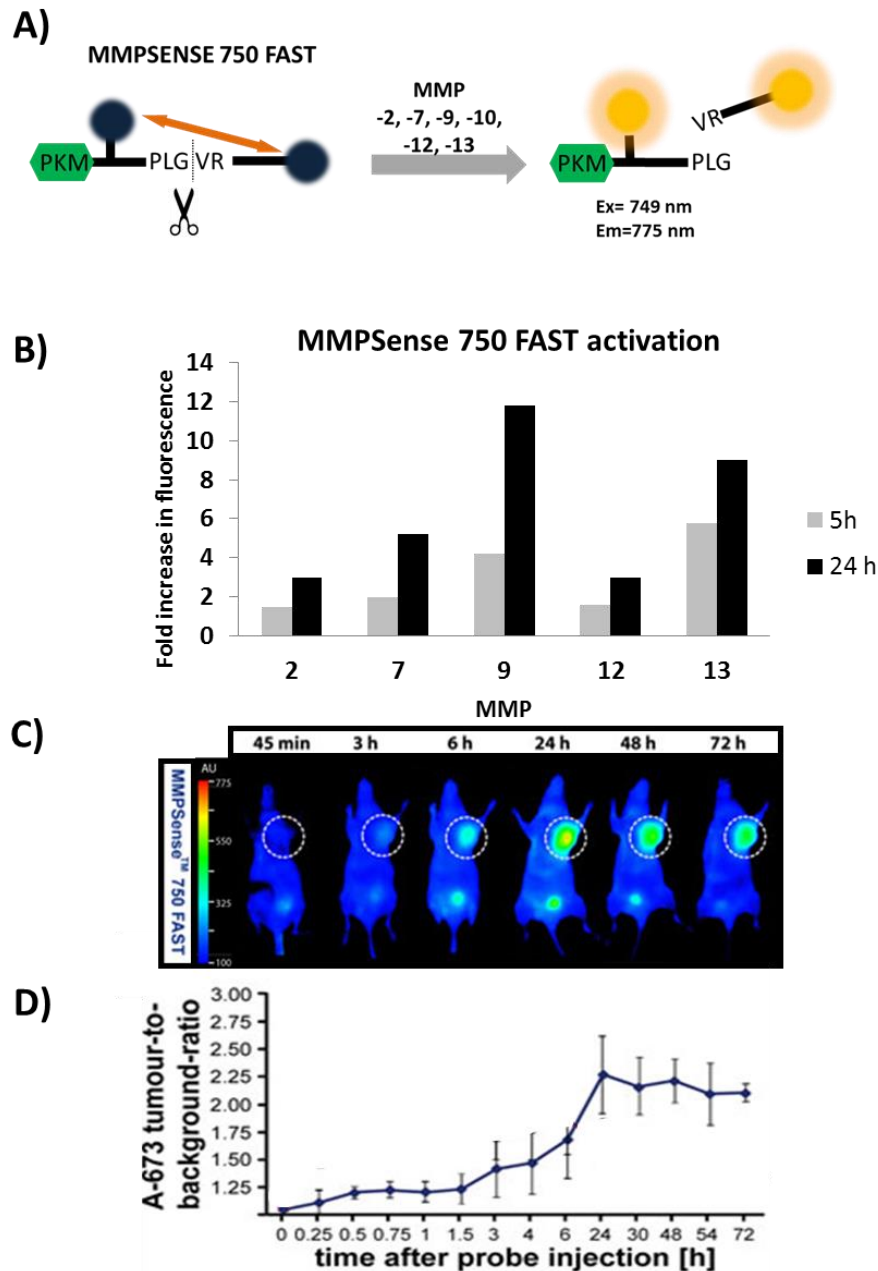 A)
MMPSENSE 750 FAST
MMP
-2, -7, -9, -10,
-12, -13
PKM
PLG
VR
PKM
PLG
VR
Ex= 749 nm
Em=775 nm
B)
MMPSense 750 FAST activation
Fold increase in fluorescence
14
12
10
8
6
4
2
0
2
7
9
12
13
MMP
5h
24 h
C)
45 min
3 h
6 h
24 h
48 h
72 h
MMPSense™ 750 FAST
AU
775
550
325
100
D)
A-673 tumour-to-
background-ratio
3.00
2.75
2.50
2.25
2.00
1.75
1.50
1.25
0 0.25 0.5 0.75 1 1.5 3 4 6 24 30 48 54 72
time after probe injection [h]